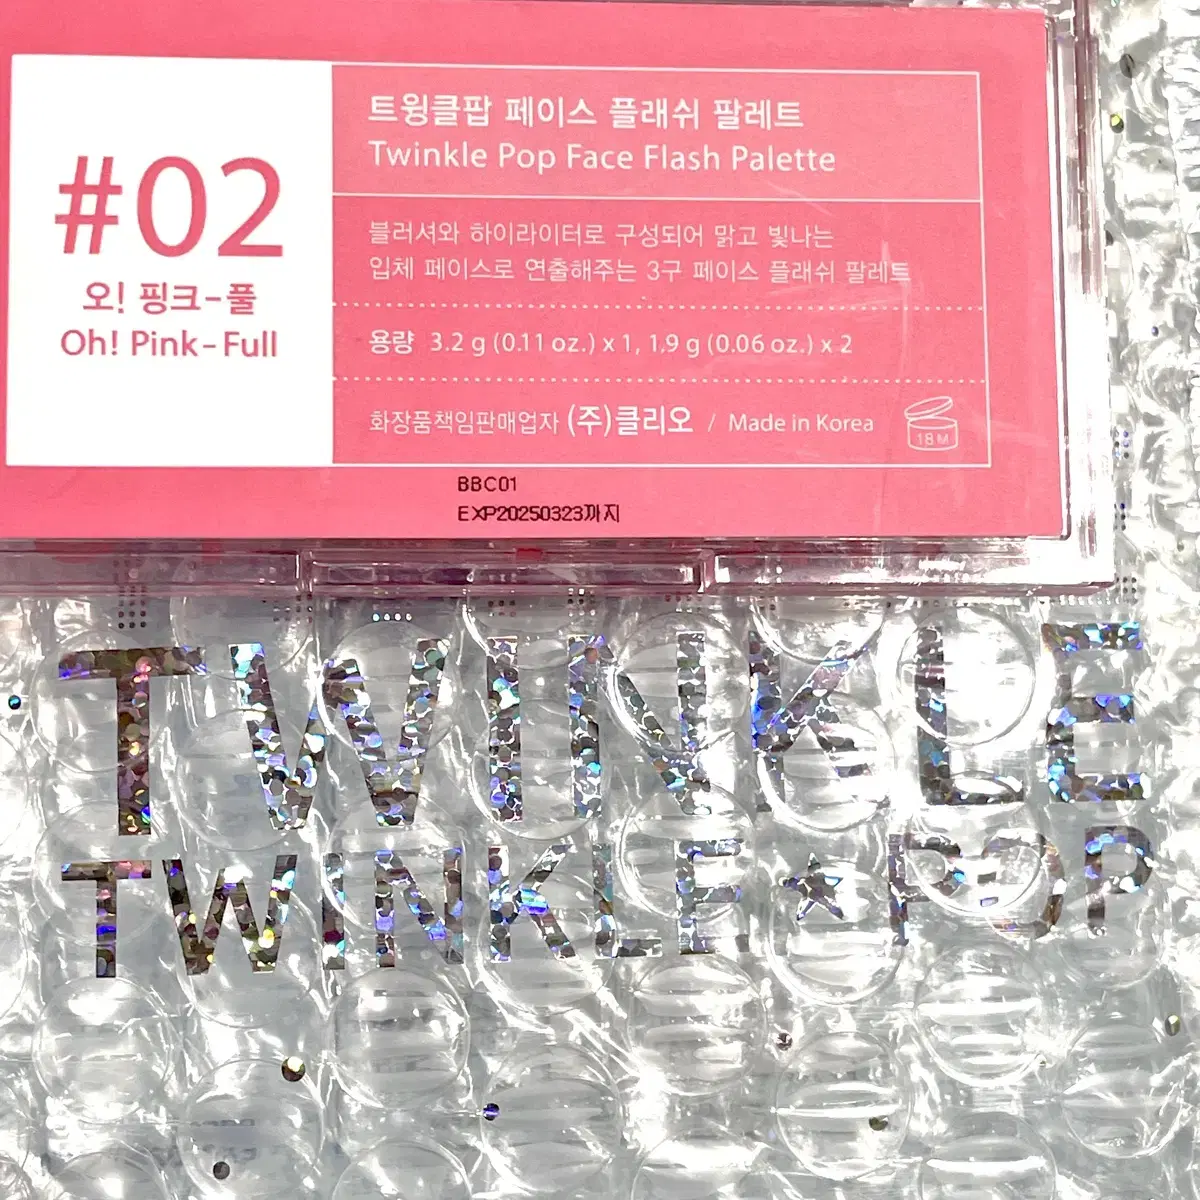 #02
오! 핑크-풀
Oh! Pink-Full
트윙클팝 페이스 플래쉬 팔레트
Twinkle Pop Face Flash Palette
블러셔와 하이라이터로 구성되어 맑고 빛나는
입체 페이스로 연출해주는 3구 페이스 플래쉬 팔레트
용량 3.2 g (0.11 oz.) x 1, 1.9 g (0.06 oz.) x 2
화장품책임판매업자 (주)클리오 / Made in Korea
18 M
BBC01
EXP20250323까지
TWINKLE
TWINKLE★POP